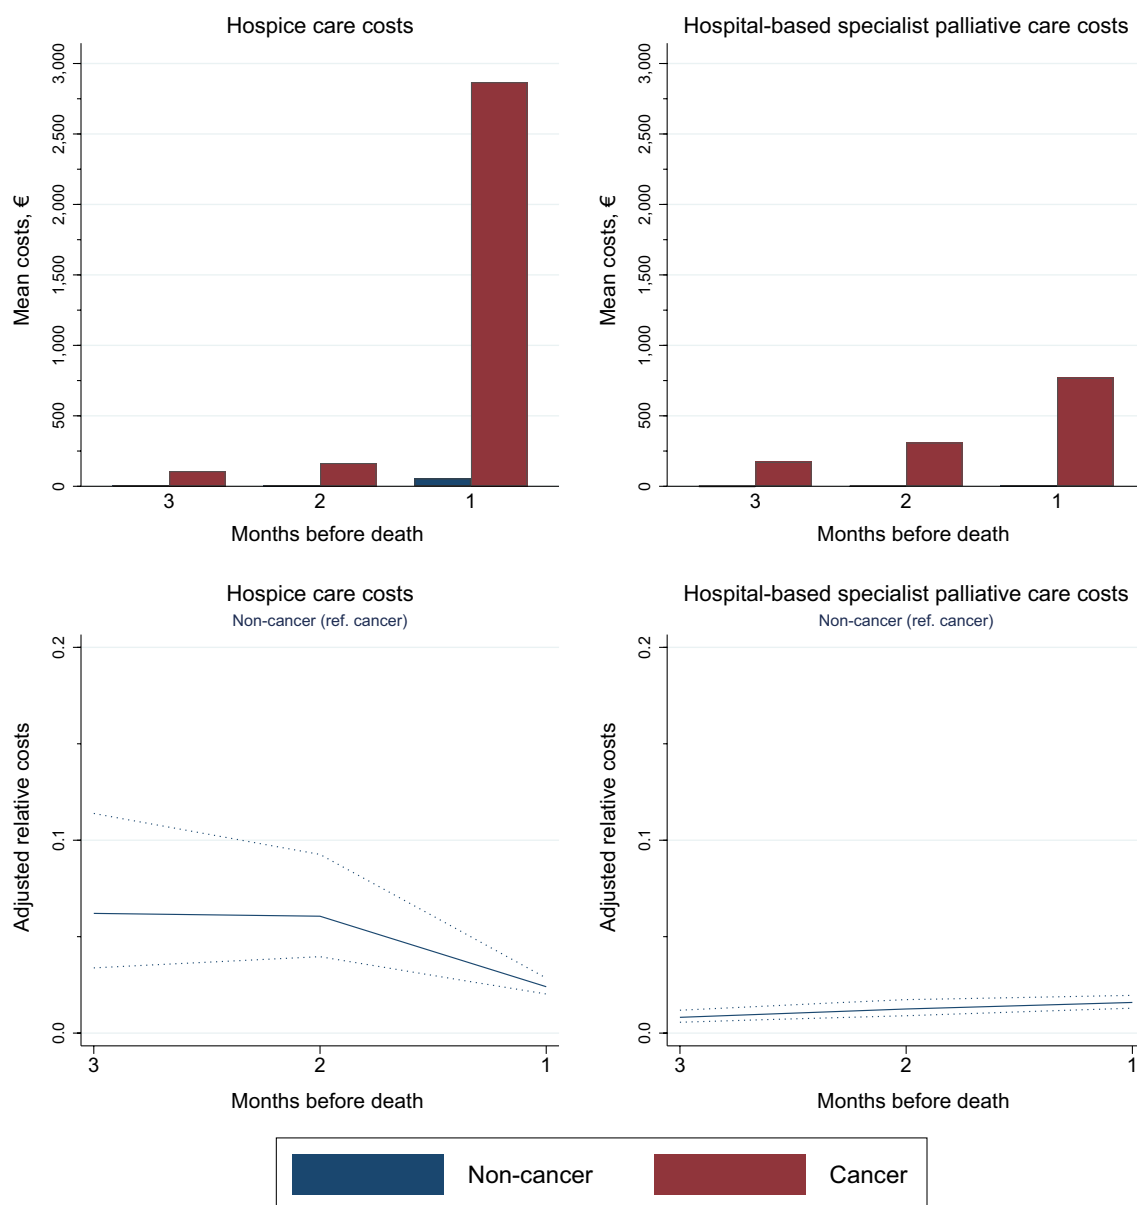 Hospice care costs
Mean costs, €
3,000
2,500
2,000
1,500
1,000
500
0
3
2
1
Months before death
Hospital-based specialist palliative care costs
Mean costs, €
3,000
2,500
2,000
1,500
1,000
500
0
3
2
1
Months before death
Hospice care costs
Non-cancer (ref. cancer)
Adjusted relative costs
0.2
0.1
0.0
3
2
1
Months before death
Hospital-based specialist palliative care costs
Non-cancer (ref. cancer)
Adjusted relative costs
0.2
0.1
0.0
3
2
1
Months before death
Non-cancer
Cancer